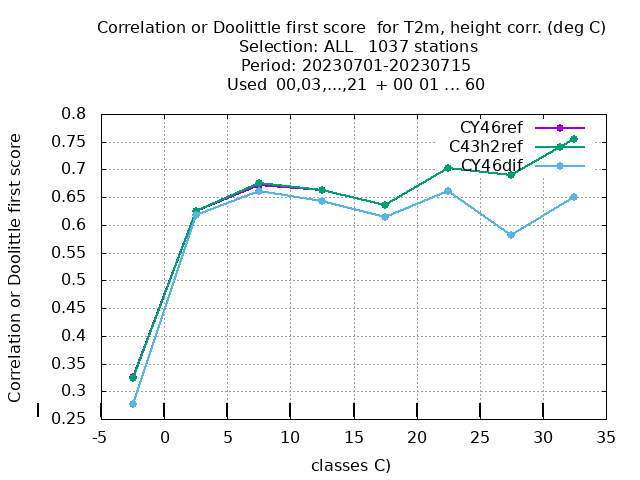 Correlation or Doolittle first score  for T2m, height corr. (deg C)
Selection: ALL   1037 stations
Period: 20230701-20230715
Used  00,03,...,21  + 00 01 ... 60
Correlation or Doolittle first score
0.8
0.75
0.7
0.65
0.6
0.55
0.5
0.45
0.4
0.35
0.3
0.25
CY46ref
C43h2ref
CY46dif
-5 0 5 10 15 20 25 30 35
classes C)